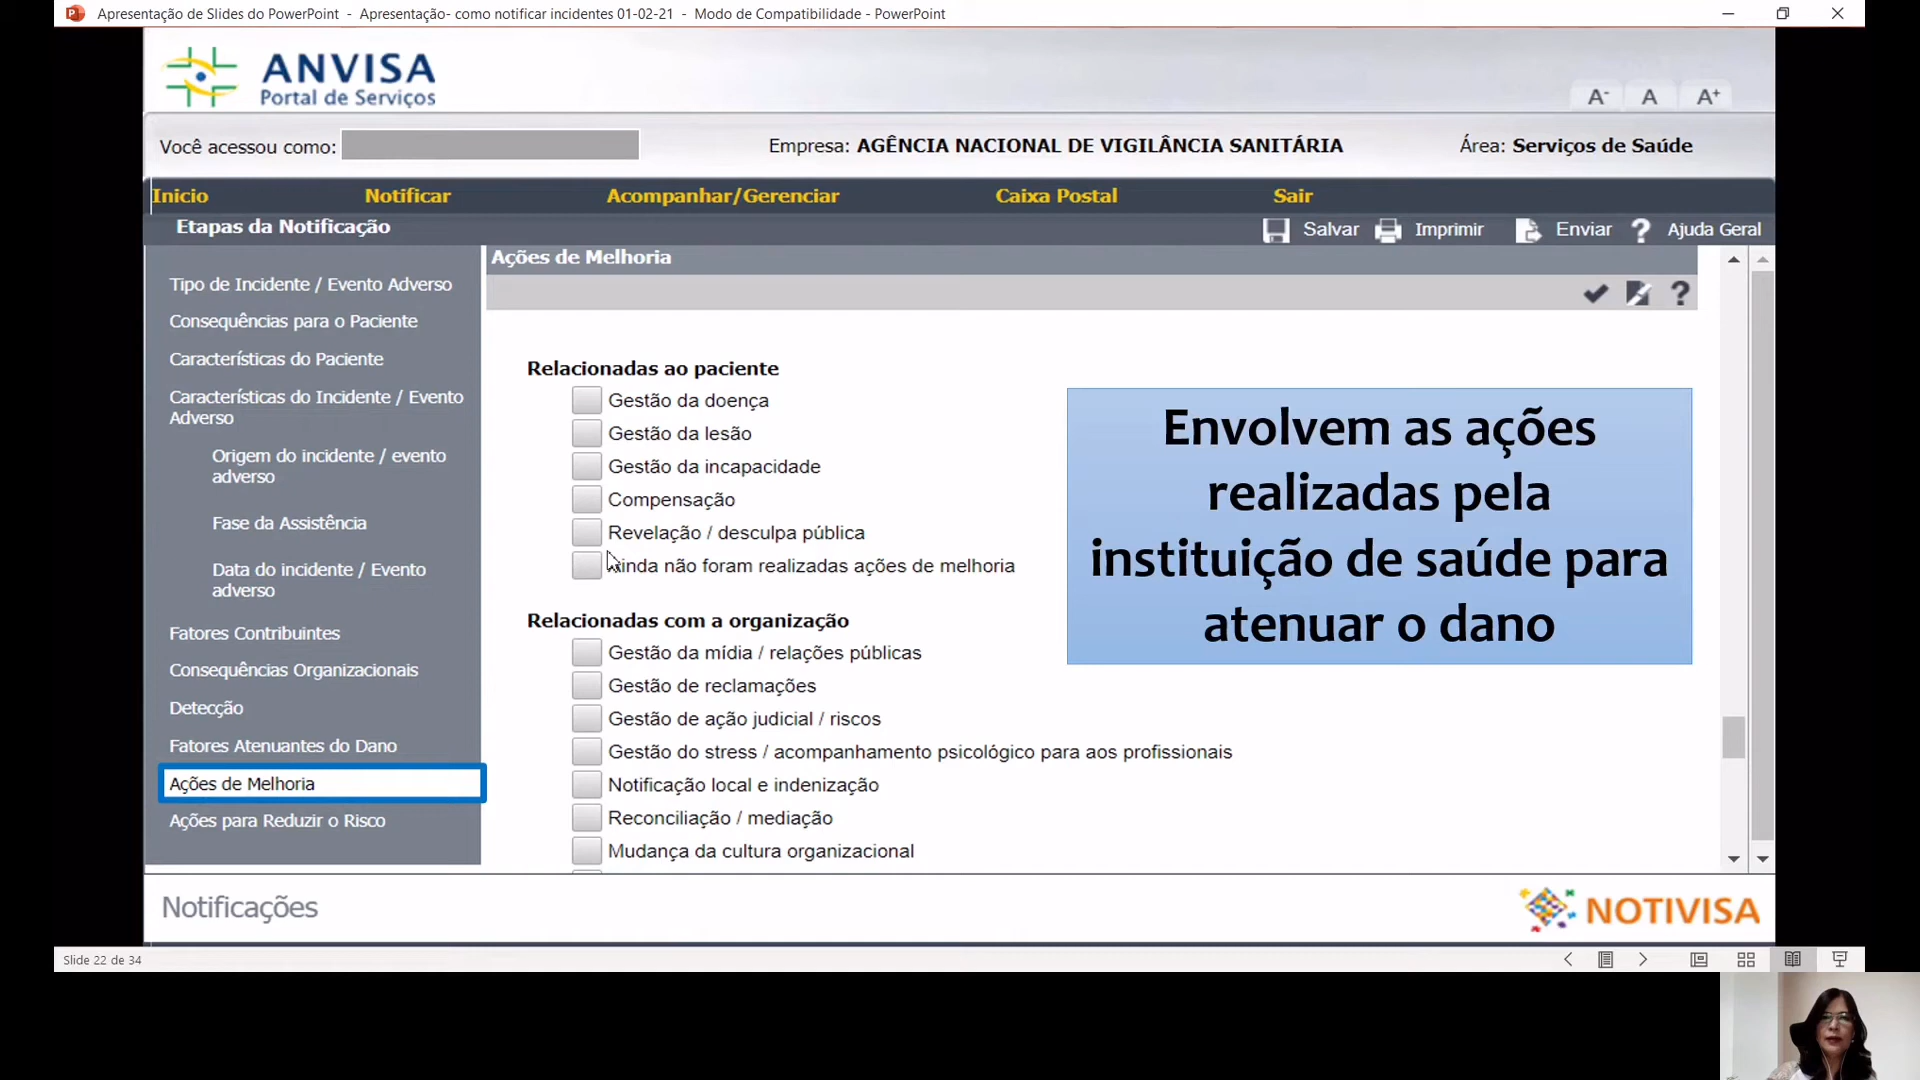 Apresentação de Slides do PowerPoint - Apresentação- como notificar incidentes 01-02-21 - Modo de Compatibilidade - PowerPoint
ANVISA
Portal de Serviços
A- A A+
Você acessou como:
Empresa: AGÊNCIA NACIONAL DE VIGILÂNCIA SANITÁRIA
Área: Serviços de Saúde
Inicio Notificar Acompanhar/Gerenciar Caixa Postal Sair
Etapas da Notificação
Salvar Imprimir Enviar ? Ajuda Geral
Tipo de Incidente / Evento Adverso
Consequências para o Paciente
Características do Paciente
Características do Incidente / Evento
Adverso
Origem do incidente / evento
adverso
Fase da Assistência
Data do incidente / Evento
adverso
Fatores Contribuintes
Consequências Organizacionais
Detecção
Fatores Atenuantes do Dano
Ações de Melhoria
Ações para Reduzir o Risco
Ações de Melhoria
?
Relacionadas ao paciente
Gestão da doença
Gestão da lesão
Gestão da incapacidade
Compensação
Revelação / desculpa pública
Ainda não foram realizadas ações de melhoria
Relacionadas com a organização
Gestão da mídia / relações públicas
Gestão de reclamações
Gestão de ação judicial / riscos
Gestão do stress / acompanhamento psicológico para aos profissionais
Notificação local e indenização
Reconciliação / mediação
Mudança da cultura organizacional
Envolvem as ações
realizadas pela
instituição de saúde para
atenuar o dano
Notificações
NOTIVISA
Slide 22 de 34